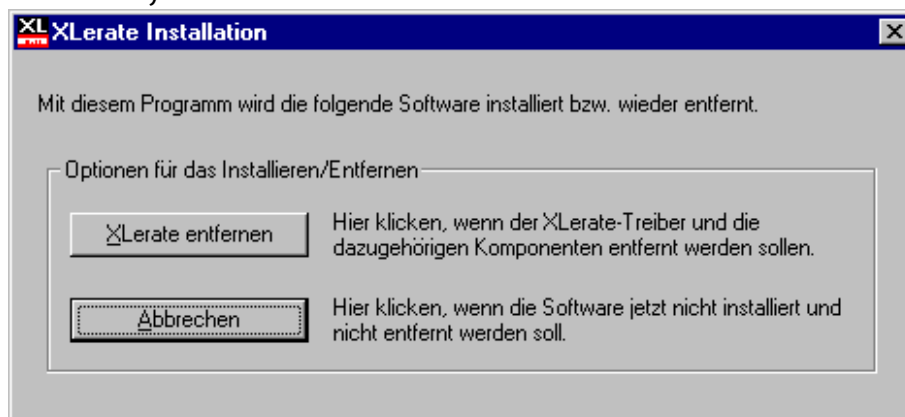 XL XLerate Installation
Mit diesem Programm wird die folgende Software installiert bzw. wieder entfernt.
Optionen für das Installieren/Entfernen
XLerate entfernen
Hier klicken, wenn der XLerate-Treiber und die
dazugehörigen Komponenten entfernt werden sollen.
Abbrechen
Hier klicken, wenn die Software jetzt nicht installiert und
nicht entfernt werden soll.